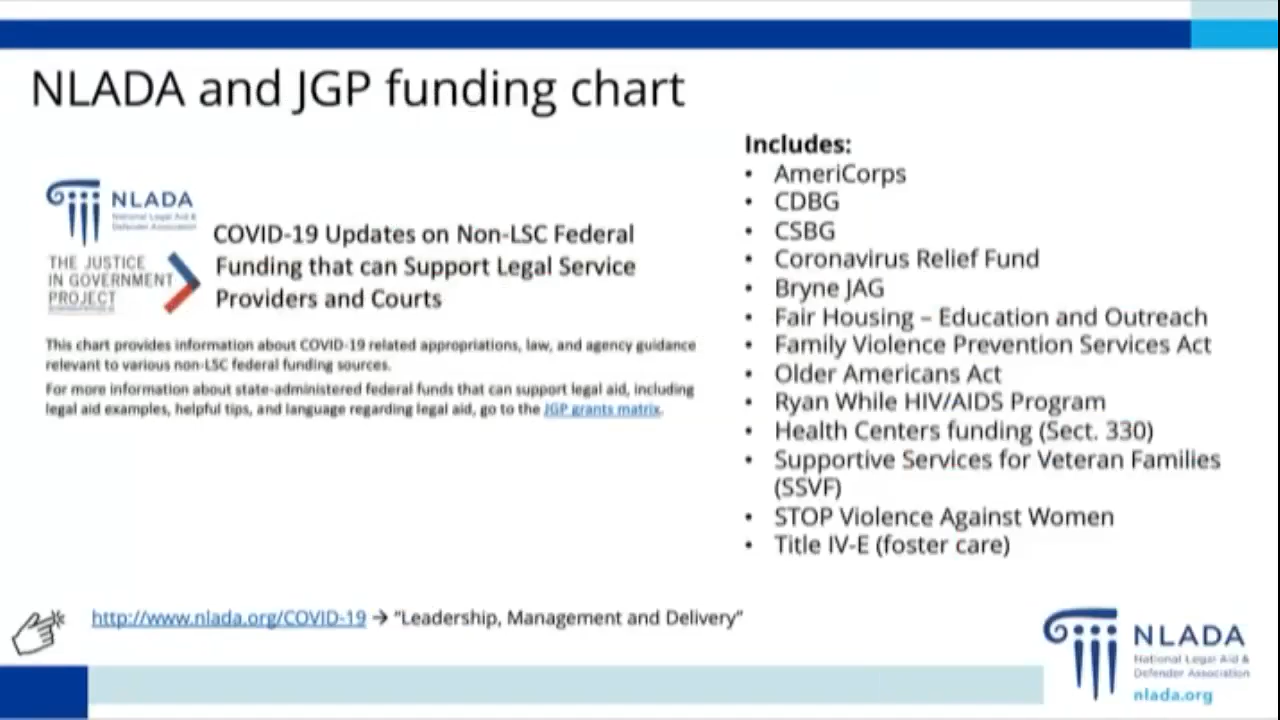 NLADA and JGP funding chart
NLADA
National Legal Aid &
Defender Association
THE JUSTICE
IN GOVERNMENT
PROJECT
COVID-19 Updates on Non-LSC Federal
Funding that can Support Legal Service
Providers and Courts
This chart provides information about COVID-19 related appropriations, law, and agency guidance
relevant to various non-LSC federal funding sources.
For more information about state-administered federal funds that can support legal aid, including
legal aid examples, helpful tips, and language regarding legal aid, go to the JGP grants matrix.
Includes:
• AmeriCorps
• CDBG
• CSBG
• Coronavirus Relief Fund
• Bryne JAG
• Fair Housing – Education and Outreach
• Family Violence Prevention Services Act
• Older Americans Act
• Ryan While HIV/AIDS Program
• Health Centers funding (Sect. 330)
• Supportive Services for Veteran Families
(SSVF)
• STOP Violence Against Women
• Title IV-E (foster care)
http://www.nlada.org/COVID-19 → “Leadership, Management and Delivery”
NLADA
National Legal Aid &
Defender Association
nlada.org